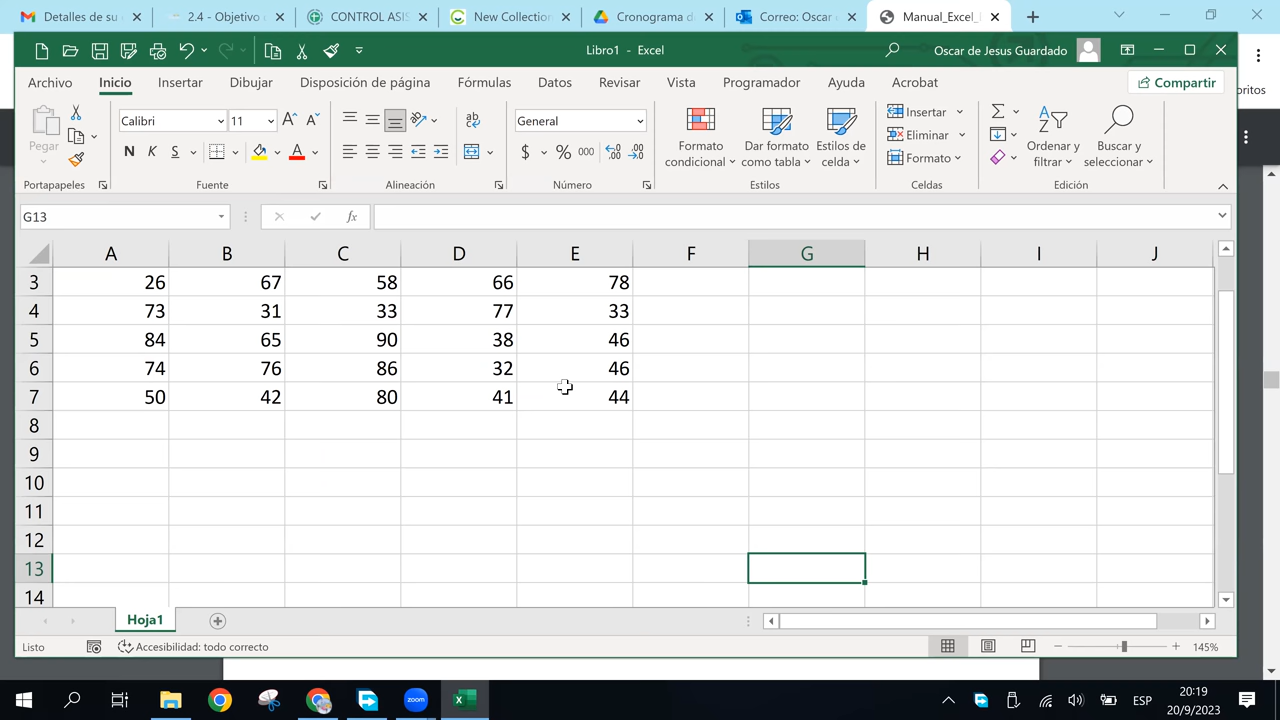 Detalles de su
2.4 - Objetivo
CONTROL ASIS
New Collection
Cronograma d
Correo: Oscar
Manual_Excel_
Libro1 - Excel
Oscar de Jesus Guardado
Archivo Inicio Insertar Dibujar Disposición de página Fórmulas Datos Revisar Vista Programador Ayuda Acrobat Compartir
oritos
Pegar
Calibri 11
N K S
A
ab
General
$ % 000
Formato condicional
Dar formato como tabla
Estilos de celda
Insertar
Eliminar
Formato
Ordenar y filtrar
Buscar y seleccionar
Portapapeles Fuente Alineación Número Estilos Celdas Edición
G13
fx
A B C D E F G H I J
3 26 67 58 66 78
4 73 31 33 77 33
5 84 65 90 38 46
6 74 76 86 32 46
7 50 42 80 41 44
8
9
10
11
12
13
14
Hoja1
Listo
Accesibilidad: todo correcto
145%
zoom
ESP
20:19
20/9/2023